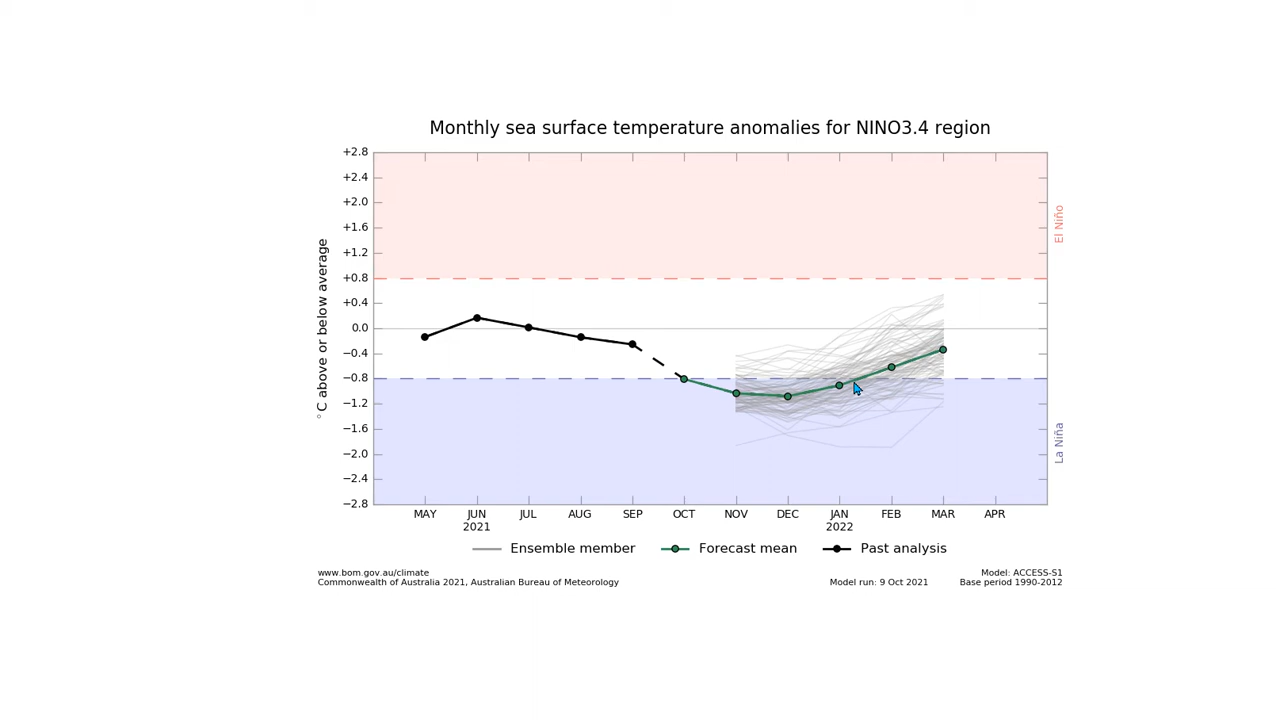 Monthly sea surface temperature anomalies for NINO3.4 region
+2.8
+2.4
+2.0
+1.6
+1.2
+0.8
+0.4
0.0
−0.4
−0.8
−1.2
−1.6
−2.0
−2.4
−2.8
°C above or below average
El Niño
La Niña
MAY JUN JUL AUG SEP OCT NOV DEC JAN FEB MAR APR
2021 2022
Ensemble member Forecast mean Past analysis
www.bom.gov.au/climate Model: ACCESS-S1
Commonwealth of Australia 2021, Australian Bureau of Meteorology Model run: 9 Oct 2021 Base period 1990-2012